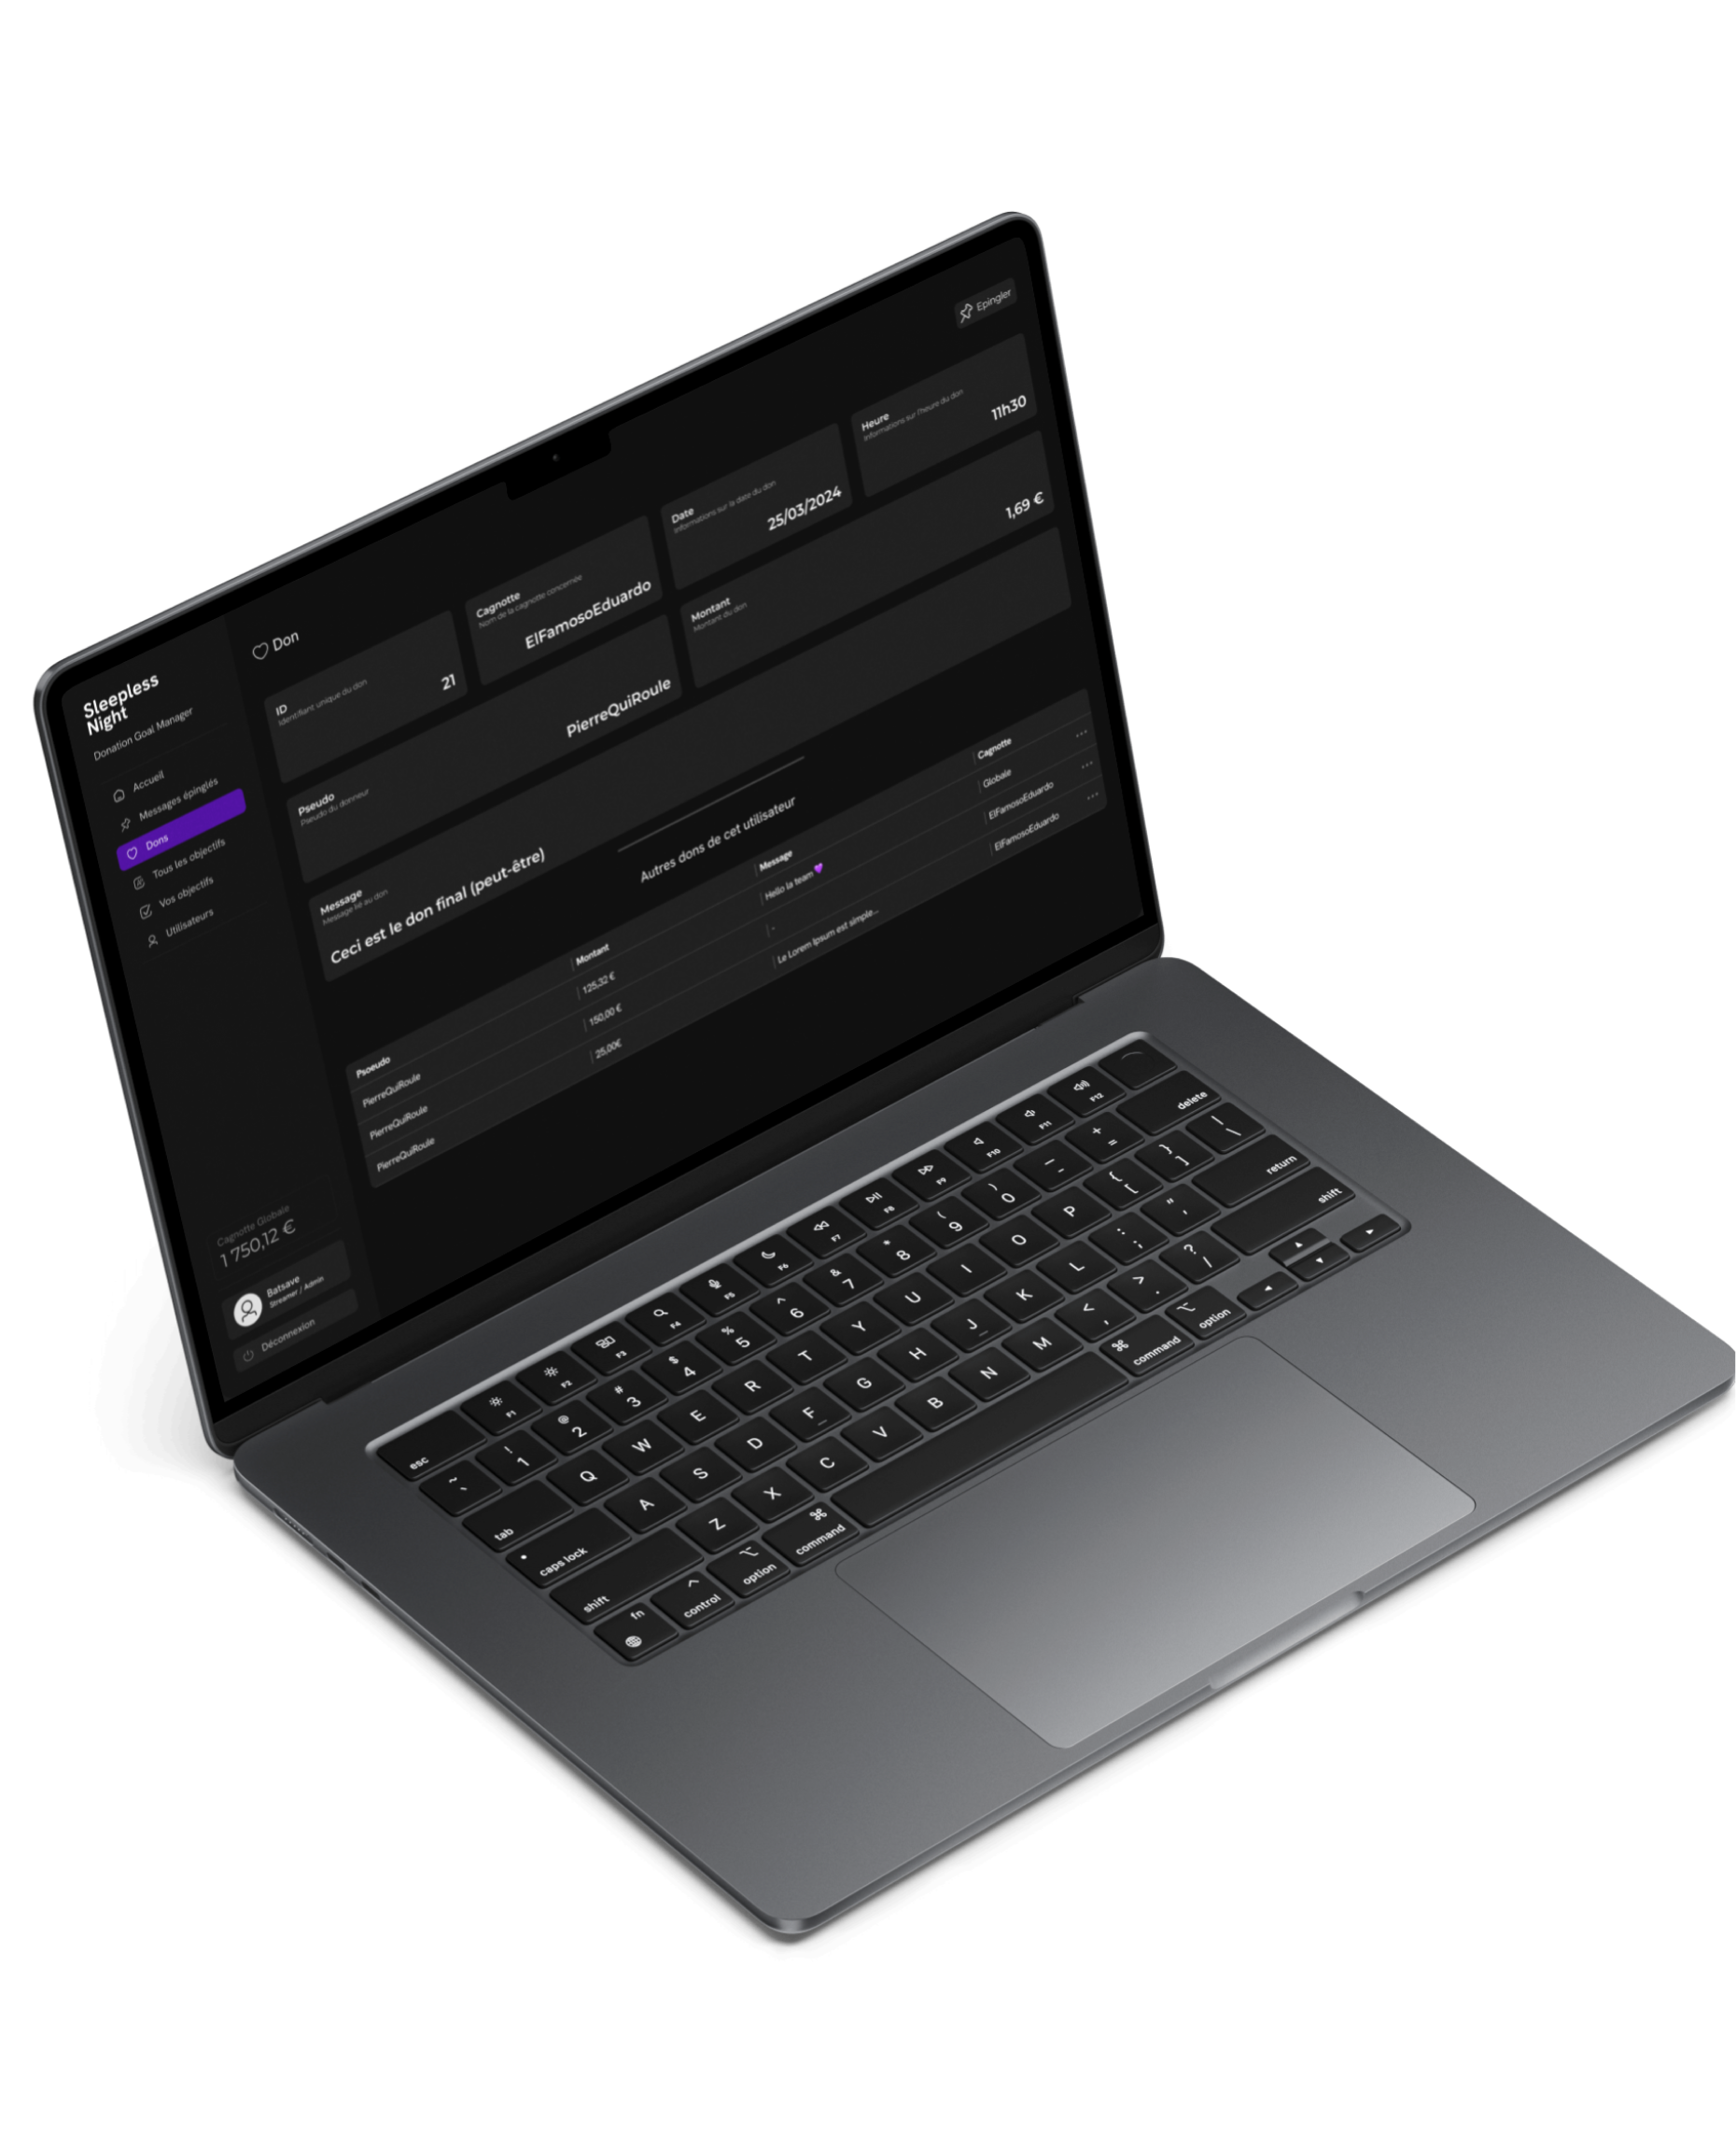 Epingler
Sleepless
Night
Donation Goal Manager
Accueil
Messages épinglés
Dons
Tous les objectifs
Vos objectifs
Utilisateurs
Cagnotte Globale
1 750,12 €
Batsave
Streamer / Admin
Déconnexion
Don
ID
Identifiant unique du don
21
Cagnotte
Nom de la cagnotte concernée
ElFamosoEduardo
Date
Informations sur la date du don
25/03/2024
Heure
Informations sur l'heure du don
11h30
Pseudo
Pseudo du donneur
PierreQuiRoule
Montant
Montant du don
1,69 €
Message
Message lié au don
Ceci est le don final (peut-être)
Autres dons de cet utilisateur
Psoeudo Montant Message Cagnotte
PierreQuiRoule 125,32 € Hello la team 💜 Globale ...
PierreQuiRoule 150,00 € - ElFamosoEduardo ...
PierreQuiRoule 25,00€ Le Lorem Ipsum est simple... ElFamosoEduardo ...
esc F1 F2 F3 F4 F5 F6 F7 F8 F9 F10 F11 F12
~ ` ! 1 @ 2 # 3 $ 4 % 5 ^ 6 & 7 * 8 ( 9 ) 0 — - + = delete
tab Q W E R T Y U I O P { [ } ] | \
caps lock A S D F G H J K L : ; " ' return
shift Z X C V B N M < , > . ? / shift
fn control option command command option